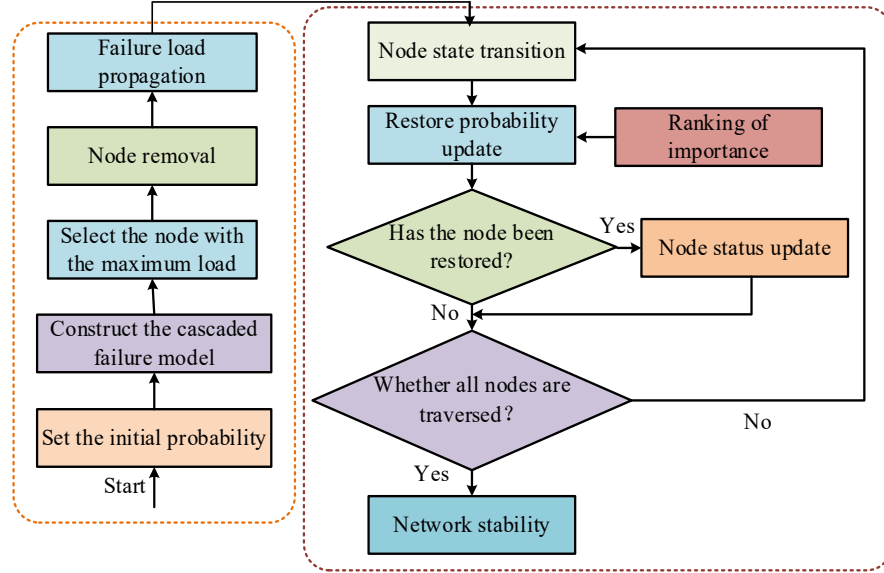 Failure load
propagation
Node removal
Select the node with
the maximum load
Construct the cascaded
failure model
Set the initial probability
Start
Node state transition
Restore probability
update
Ranking of
importance
Has the node been
restored?
Yes
Node status update
No
Whether all nodes are
traversed?
No
Yes
Network stability